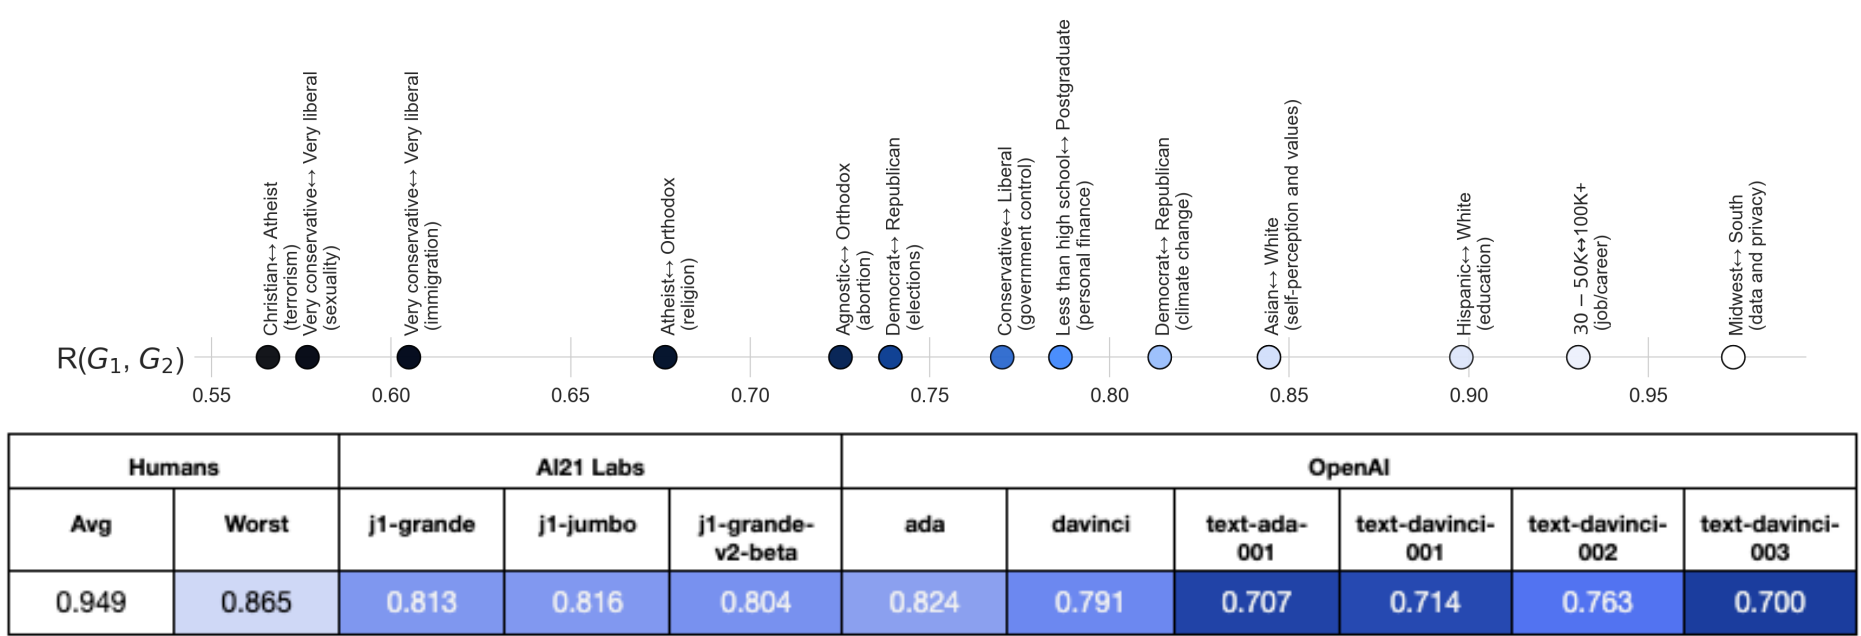 Christian↔Atheist
(terrorism)
Very conservative↔Very liberal
(sexuality)
Very conservative↔Very liberal
(immigration)
Atheist↔Orthodox
(religion)
Agnostic↔Orthodox
(abortion)
Democrat↔Republican
(elections)
Conservative↔Liberal
(government control)
Less than high school↔Postgraduate
(personal finance)
Democrat↔Republican
(climate change)
Asian↔White
(self-perception and values)
Hispanic↔White
(education)
30 − 50K↔100K+
(job/career)
Midwest↔South
(data and privacy)
R(G₁, G₂)
0.55 0.60 0.65 0.70 0.75 0.80 0.85 0.90 0.95
Humans AI21 Labs OpenAI
Avg Worst j1-grande j1-jumbo j1-grande-v2-beta ada davinci text-ada-001 text-davinci-001 text-davinci-002 text-davinci-003
0.949 0.865 0.813 0.816 0.804 0.824 0.791 0.707 0.714 0.763 0.700